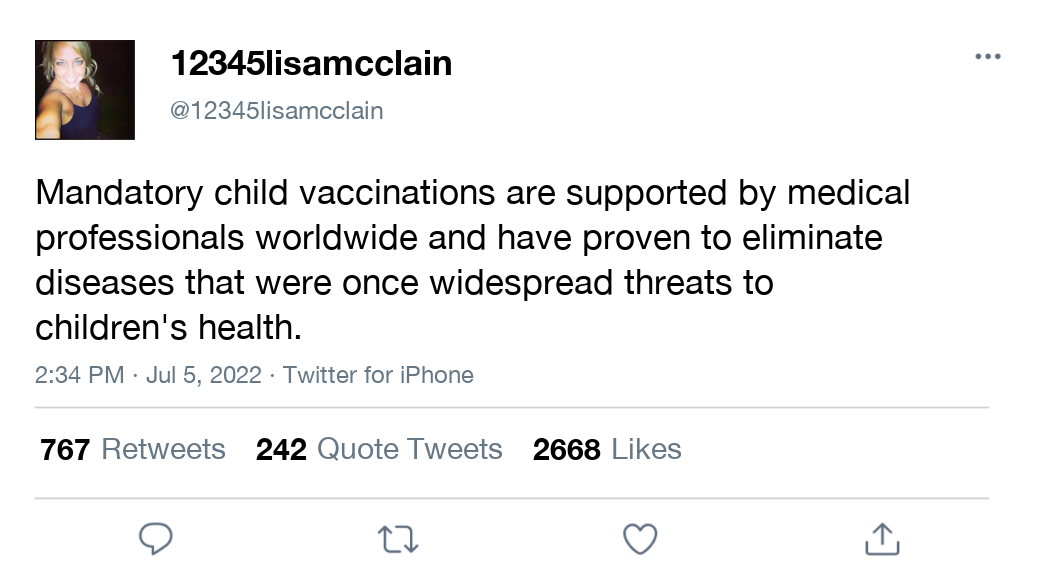 12345lisamcclain
@12345lisamcclain
Mandatory child vaccinations are supported by medical
professionals worldwide and have proven to eliminate
diseases that were once widespread threats to
children's health.
2:34 PM · Jul 5, 2022 · Twitter for iPhone
767 Retweets 242 Quote Tweets 2668 Likes